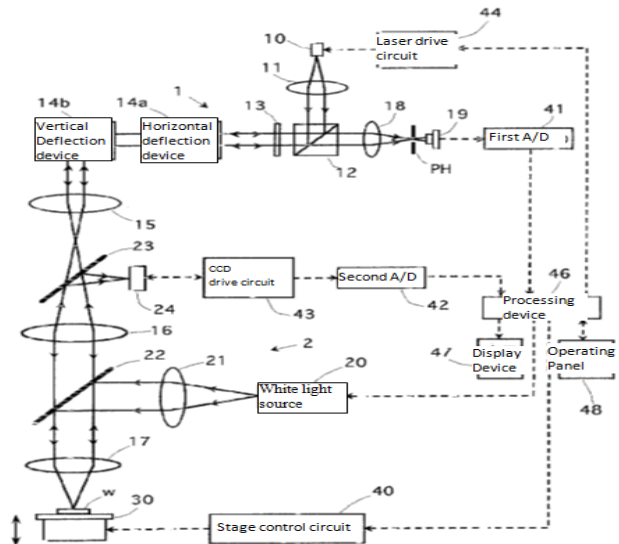 10
44
Laser drive
circuit
11
14b
14a
1
13
18
19
41
Vertical
Deflection
device
Horizontal
deflection
device
First A/D
12
PH
15
23
CCD
drive circuit
Second A/D
46
Processing
device
24
43
42
16
2
47
Display
Device
Operating
Panel
48
22
21
20
White light
source
17
W
30
40
Stage control circuit